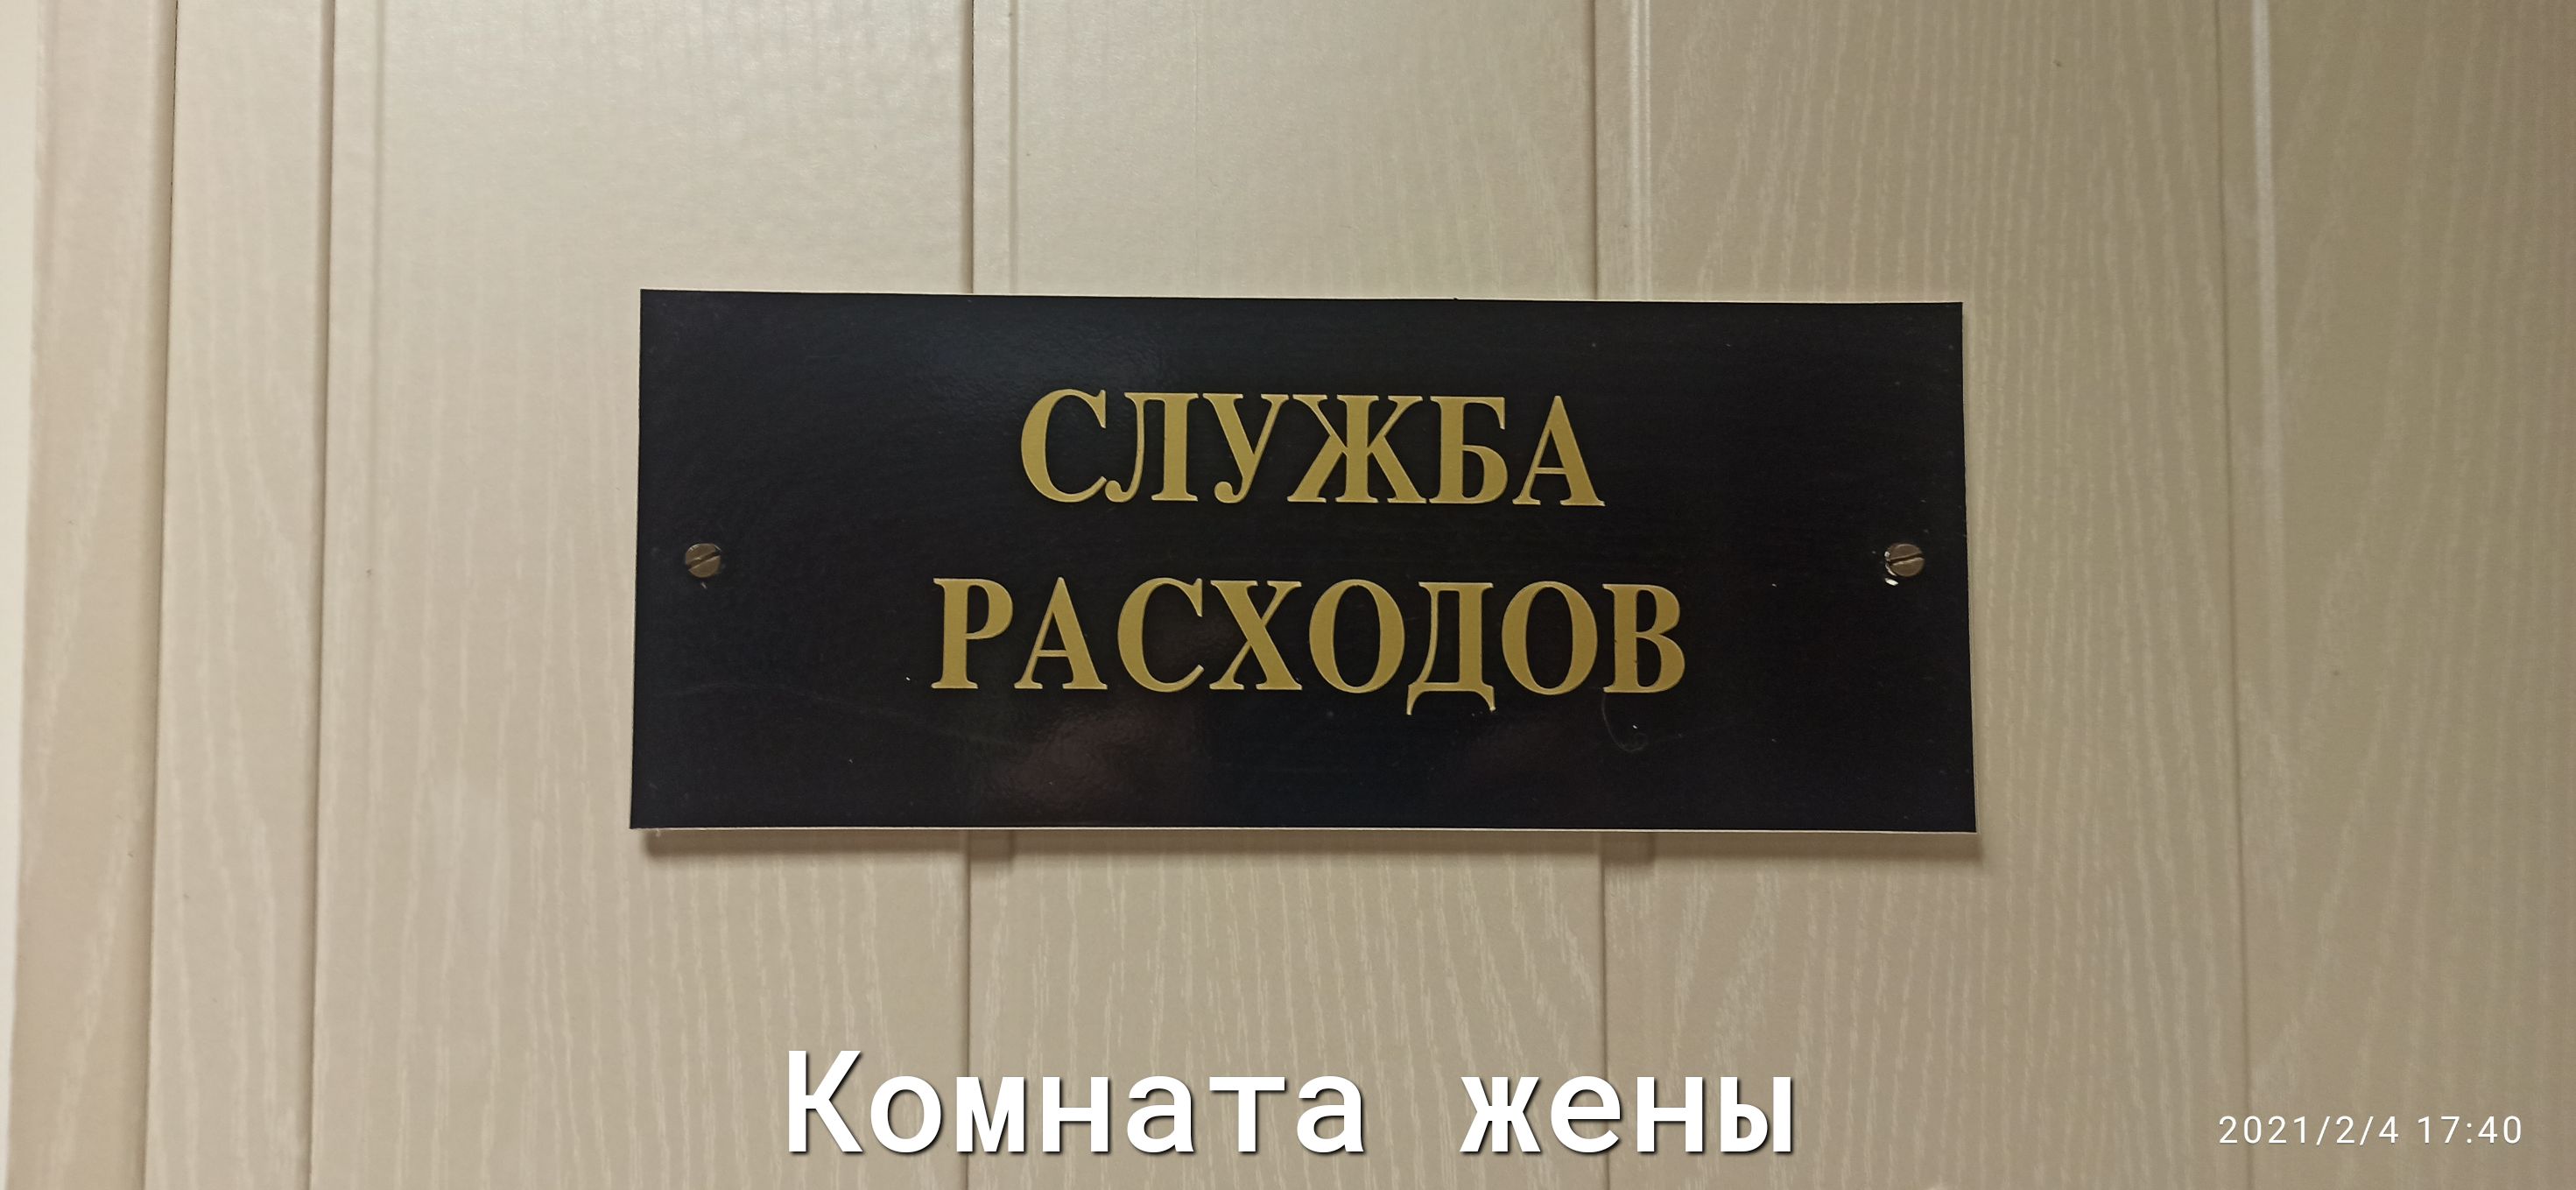 СЛУЖБА
РАСХОДОВ
Комната жены
2021/2/4 17:40